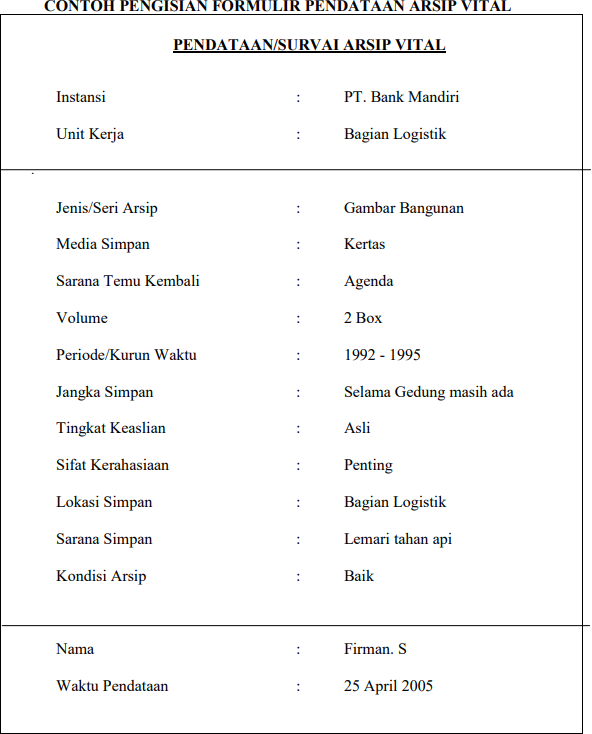 CONTOH PENGISIAN FORMULIR PENDATAAN ARSIP VITAL
PENDATAAN/SURVAI ARSIP VITAL
Instansi : PT. Bank Mandiri
Unit Kerja : Bagian Logistik
Jenis/Seri Arsip : Gambar Bangunan
Media Simpan : Kertas
Sarana Temu Kembali : Agenda
Volume : 2 Box
Periode/Kurun Waktu : 1992 - 1995
Jangka Simpan : Selama Gedung masih ada
Tingkat Keaslian : Asli
Sifat Kerahasiaan : Penting
Lokasi Simpan : Bagian Logistik
Sarana Simpan : Lemari tahan api
Kondisi Arsip : Baik
Nama : Firman. S
Waktu Pendataan : 25 April 2005